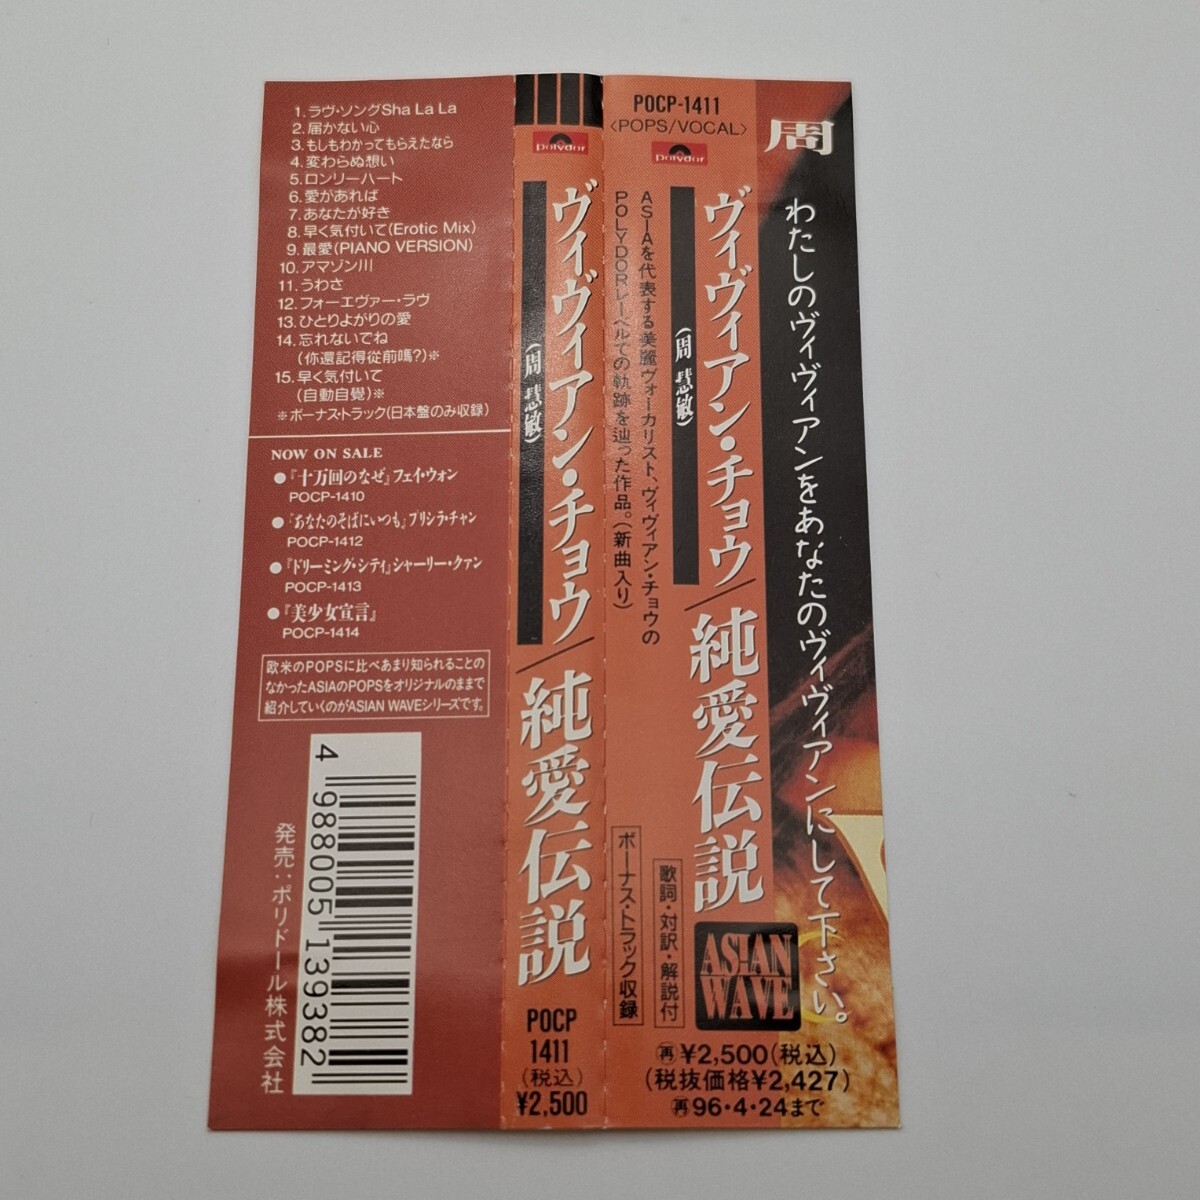 1.ラヴ・ソングSha La La
2.届かない心
3.もしもわかってもらえたなら
4.変わらぬ想い
5.ロンリーハート
6.愛があれば
7.あなたが好き
8.早く気付いて(Erotic Mix)
9.最愛(PIANO VERSION)
10.アマゾン川
11.うわさ
12.フォーエヴァー・ラヴ
13.ひとりよがりの愛
14.忘れないでね
(你還記得從前嗎?)※
15.早く気付いて
(自動自覺)※
※ボーナス・トラック(日本盤のみ収録)
NOW ON SALE
●『十万回のなぜ』フェイ・ウォン
POCP-1410
●『あなたのそばにいつも』プリシラ・チャン
POCP-1412
●『ドリーミング・シティ』シャーリー・クァン
POCP-1413
●『美少女宣言』
POCP-1414
欧米のPOPSに比べあまり知られることの
なかったASIAのPOPSをオリジナルのままで
紹介していくのがASIAN WAVEシリーズです。
4 988005 139382
発売:ポリドール株式会社
polydor
ヴィヴィアン・チョウ/純愛伝説
(周慧敏)
POCP
1411
(税込)
¥2,500
POCP-1411
〈POPS/VOCAL〉
polydor
ヴィヴィアン・チョウ/純愛伝説
(周慧敏)
ASIAを代表する美麗ヴォーカリスト、ヴィヴィアン・チョウの
POLYDORレーベルでの軌跡を辿った作品。(新曲入り)
歌詞・対訳・解説付
ボーナス・トラック収録
ASIAN
WAVE
再¥2,500(税込)
(税抜価格¥2,427)
再96・4・24まで
周
わたしのヴィヴィアンをあなたのヴィヴィアンにして下さい。